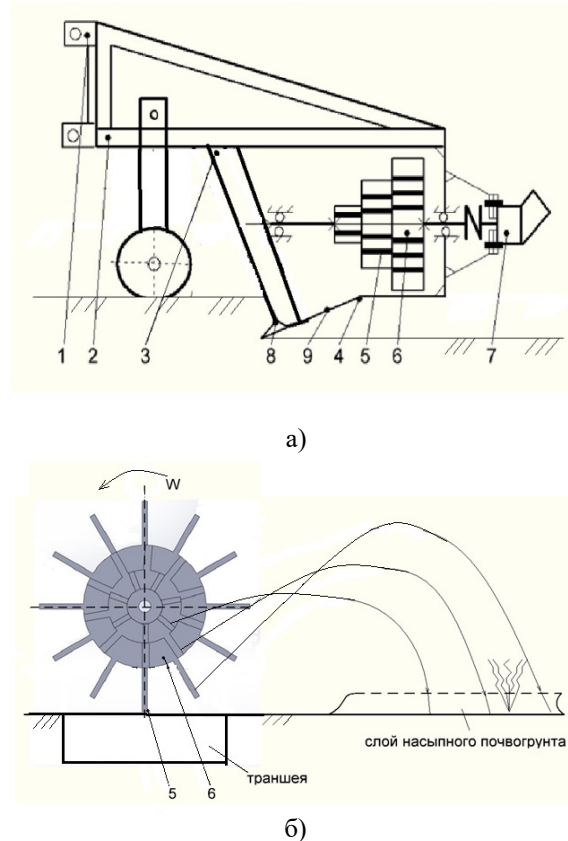 1 2 3 8 9 4 5 6 7
а)
W
слой насыпного почвогрунта
траншея
5 6
б)